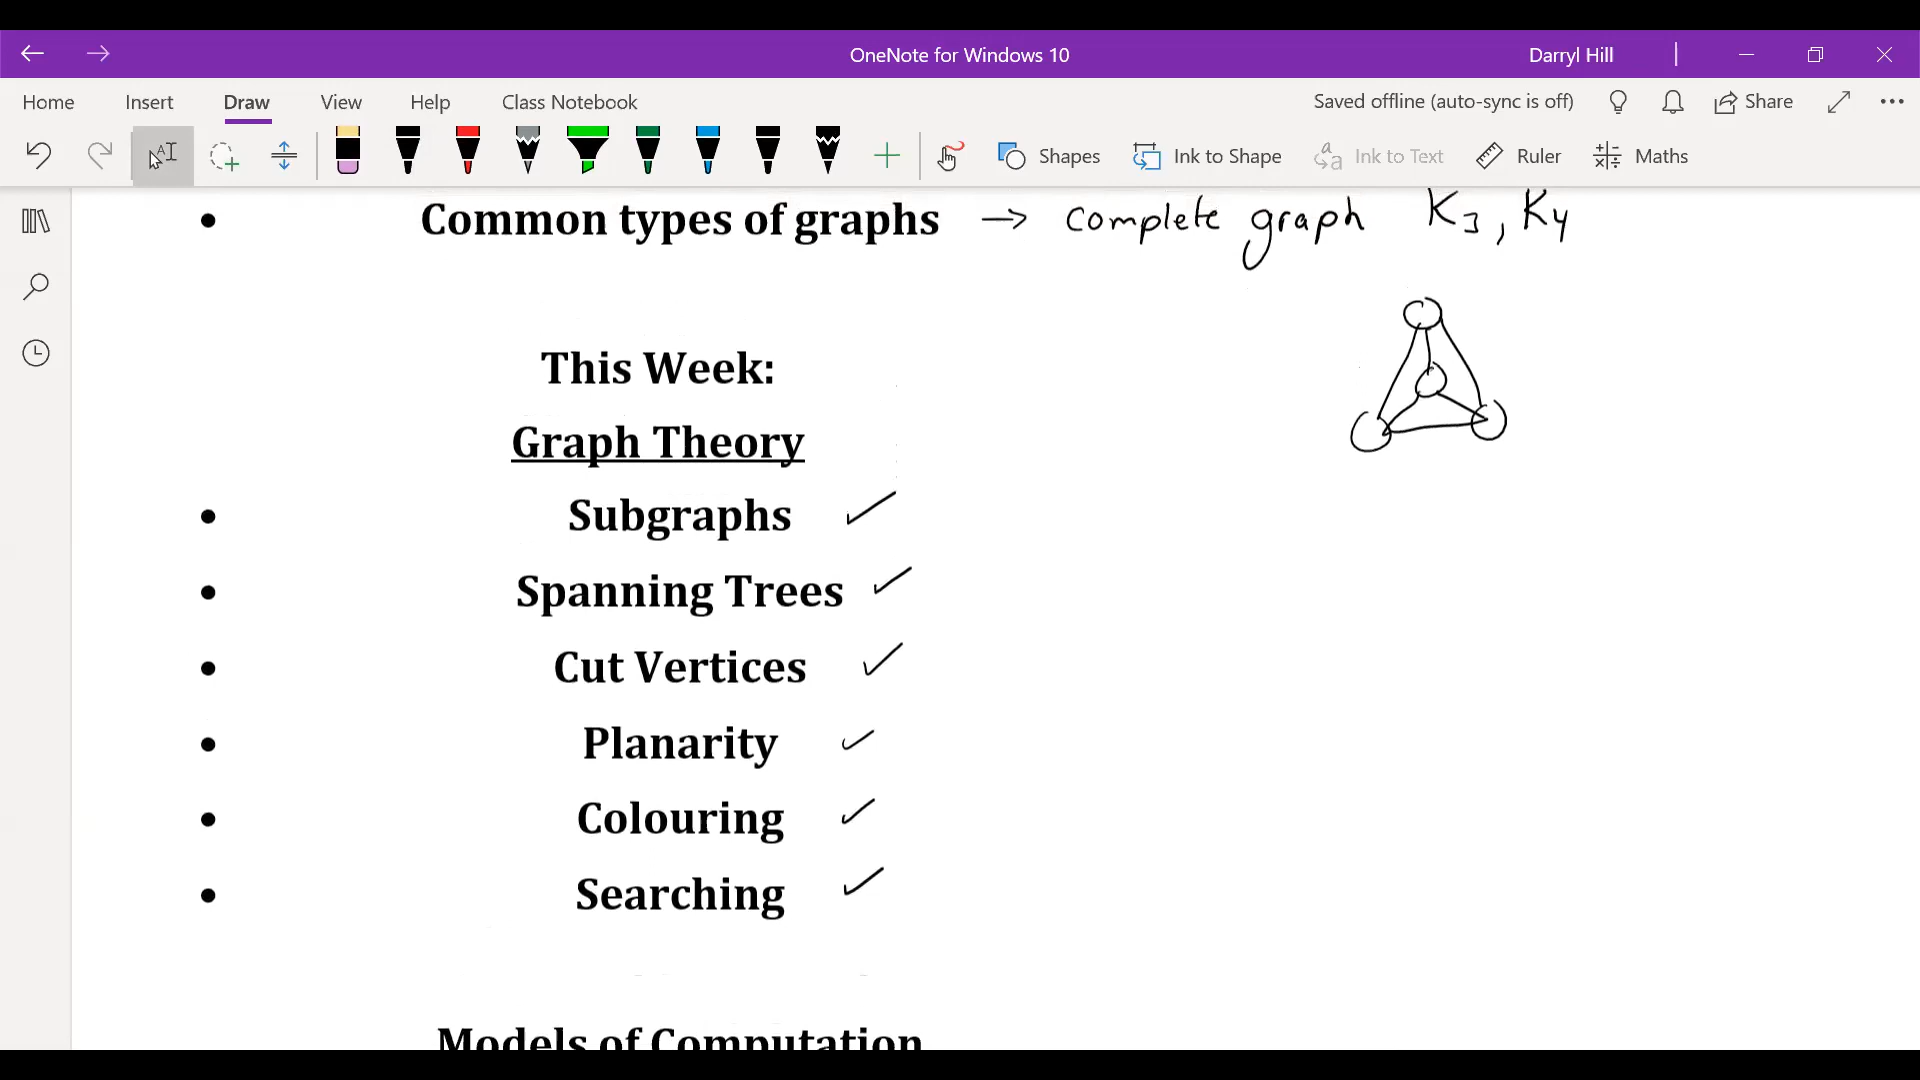 OneNote for Windows 10
Darryl Hill
Home Insert Draw View Help Class Notebook
Saved offline (auto-sync is off) Share
Shapes Ink to Shape Ink to Text Ruler Maths
• Common types of graphs → complete graph K3, K4
This Week:
Graph Theory
• Subgraphs ✓
• Spanning Trees ✓
• Cut Vertices ✓
• Planarity ✓
• Colouring ✓
• Searching ✓
Models of Computation